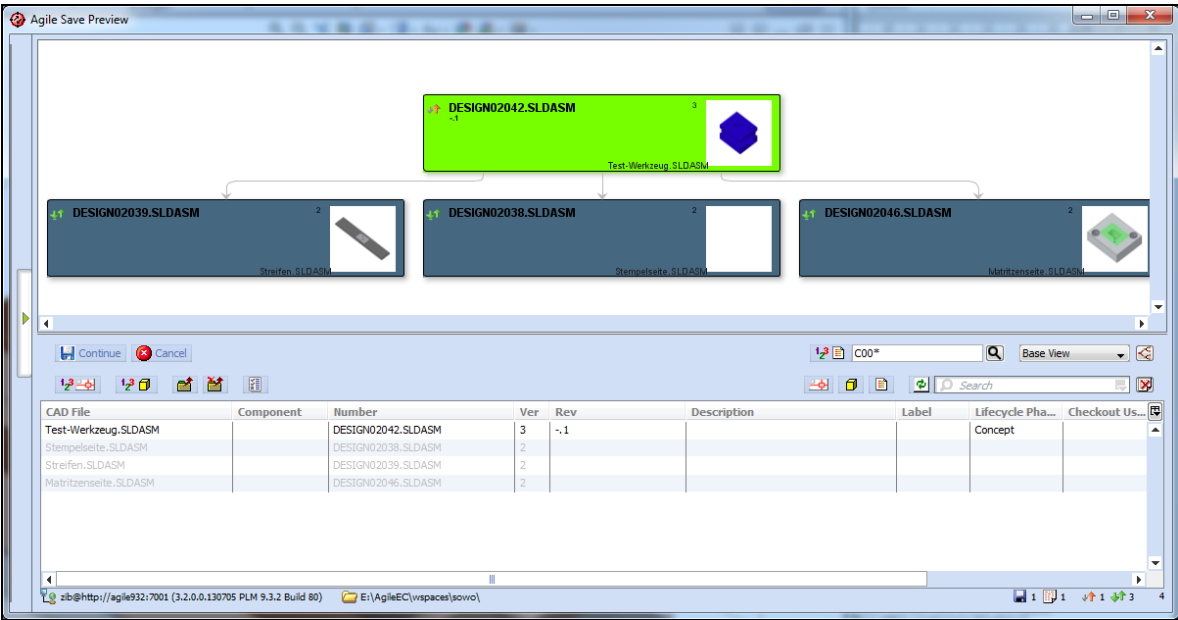 Agile Save Preview
DESIGN02042.SLDASM 3
-.1
Test-Werkzeug.SLDASM
DESIGN02039.SLDASM 2
Streifen.SLDASM
DESIGN02038.SLDASM 2
Stempelseite.SLDASM
DESIGN02046.SLDASM 2
Matritzenseite.SLDASM
Continue Cancel C00* Base View
Search
CAD File Component Number Ver Rev Description Label Lifecycle Pha... Checkout Us...
Test-Werkzeug.SLDASM DESIGN02042.SLDASM 3 -.1 Concept
Stempelseite.SLDASM DESIGN02038.SLDASM 2
Streifen.SLDASM DESIGN02039.SLDASM 2
Matritzenseite.SLDASM DESIGN02046.SLDASM 2
zib@http://agile932:7001 (3.2.0.0.130705 PLM 9.3.2 Build 80) E:\AgileEC\wspaces\sowo\ 1 1 1 3 4